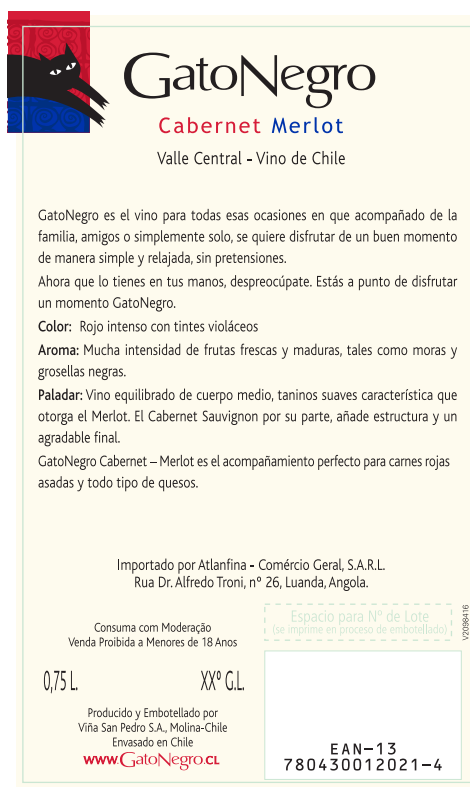 GatoNegro
Cabernet Merlot
Valle Central - Vino de Chile
GatoNegro es el vino para todas esas ocasiones en que acompañado de la
familia, amigos o simplemente solo, se quiere disfrutar de un buen momento
de manera simple y relajada, sin pretensiones.
Ahora que lo tienes en tus manos, despreocúpate. Estás a punto de disfrutar
un momento GatoNegro.
Color: Rojo intenso con tintes violáceos
Aroma: Mucha intensidad de frutas frescas y maduras, tales como moras y
grosellas negras.
Paladar: Vino equilibrado de cuerpo medio, taninos suaves característica que
otorga el Merlot. El Cabernet Sauvignon por su parte, añade estructura y un
agradable final.
GatoNegro Cabernet – Merlot es el acompañamiento perfecto para carnes rojas
asadas y todo tipo de quesos.
Importado por Atlanfina - Comércio Geral, S.A.R.L.
Rua Dr. Alfredo Troni, nº 26, Luanda, Angola.
Espacio para Nº de Lote
(se imprime en proceso de embotellado)
V2098416
Consuma com Moderação
Venda Proibida a Menores de 18 Anos
0,75 L. XXº G.L.
Producido y Embotellado por
Viña San Pedro S.A., Molina-Chile
Envasado en Chile
www.GatoNegro.cl
EAN-13
780430012021-4